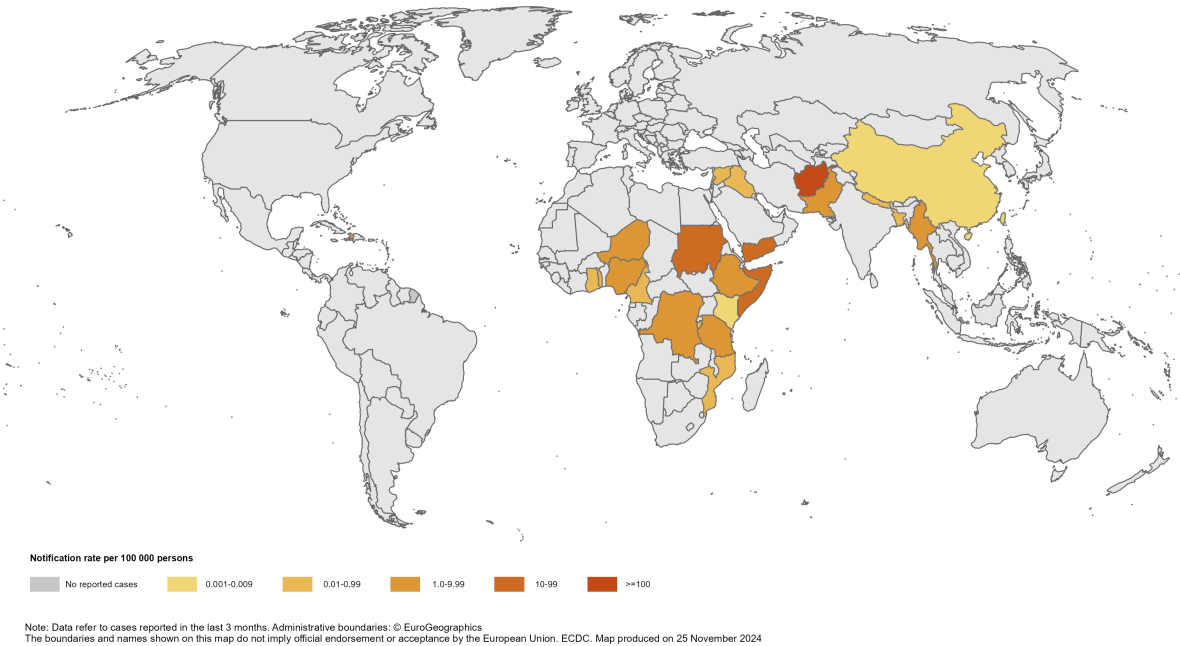 Notification rate per 100 000 persons
No reported cases
0.001-0.009
0.01-0.99
1.0-9.99
10-99
>=100
Note: Data refer to cases reported in the last 3 months. Administrative boundaries: © EuroGeographics
The boundaries and names shown on this map do not imply official endorsement or acceptance by the European Union. ECDC. Map produced on 25 November 2024